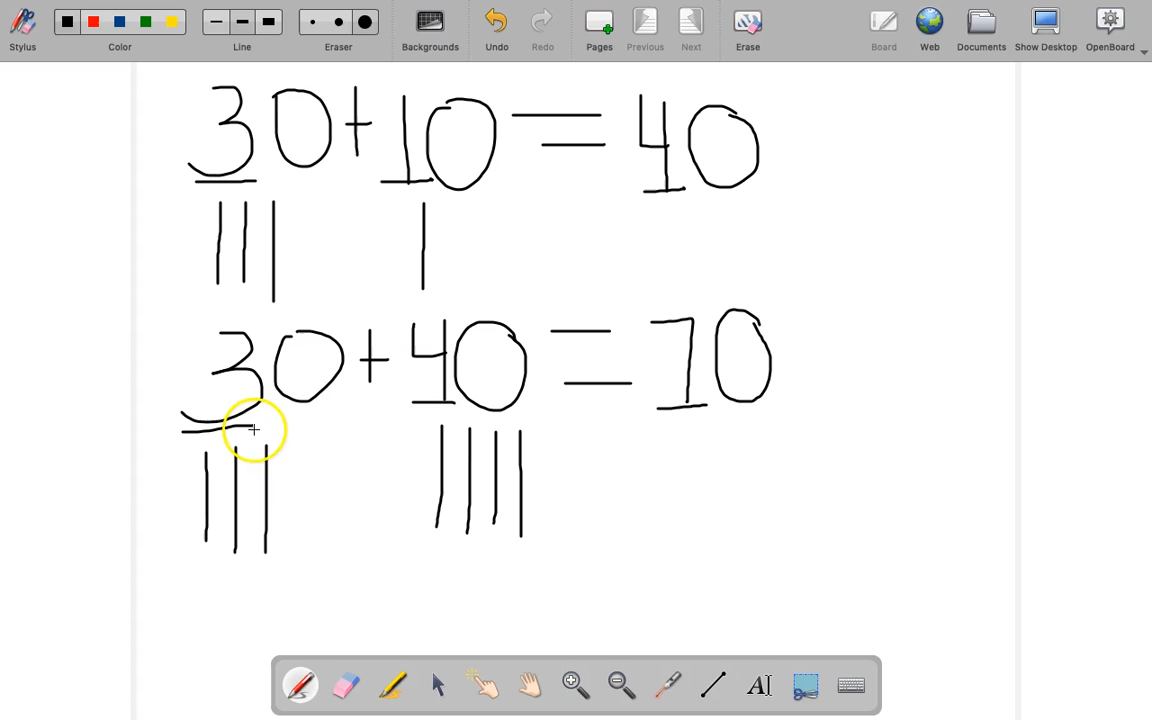 Stylus Color Line Eraser Backgrounds Undo Redo Pages Previous Next Erase Board Web Documents Show Desktop OpenBoard
30+10=40
30+40=70
AI